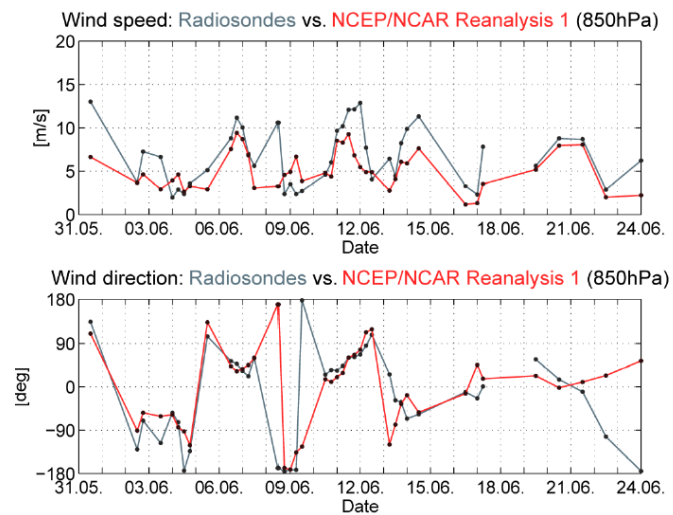 Wind speed: Radiosondes vs. NCEP/NCAR Reanalysis 1 (850hPa)
20
15
10
5
0
[m/s]
31.05. 03.06. 06.06. 09.06. 12.06. 15.06. 18.06. 21.06. 24.06.
Date
Wind direction: Radiosondes vs. NCEP/NCAR Reanalysis 1 (850hPa)
180
90
0
−90
−180
[deg]
31.05. 03.06. 06.06. 09.06. 12.06. 15.06. 18.06. 21.06. 24.06.
Date